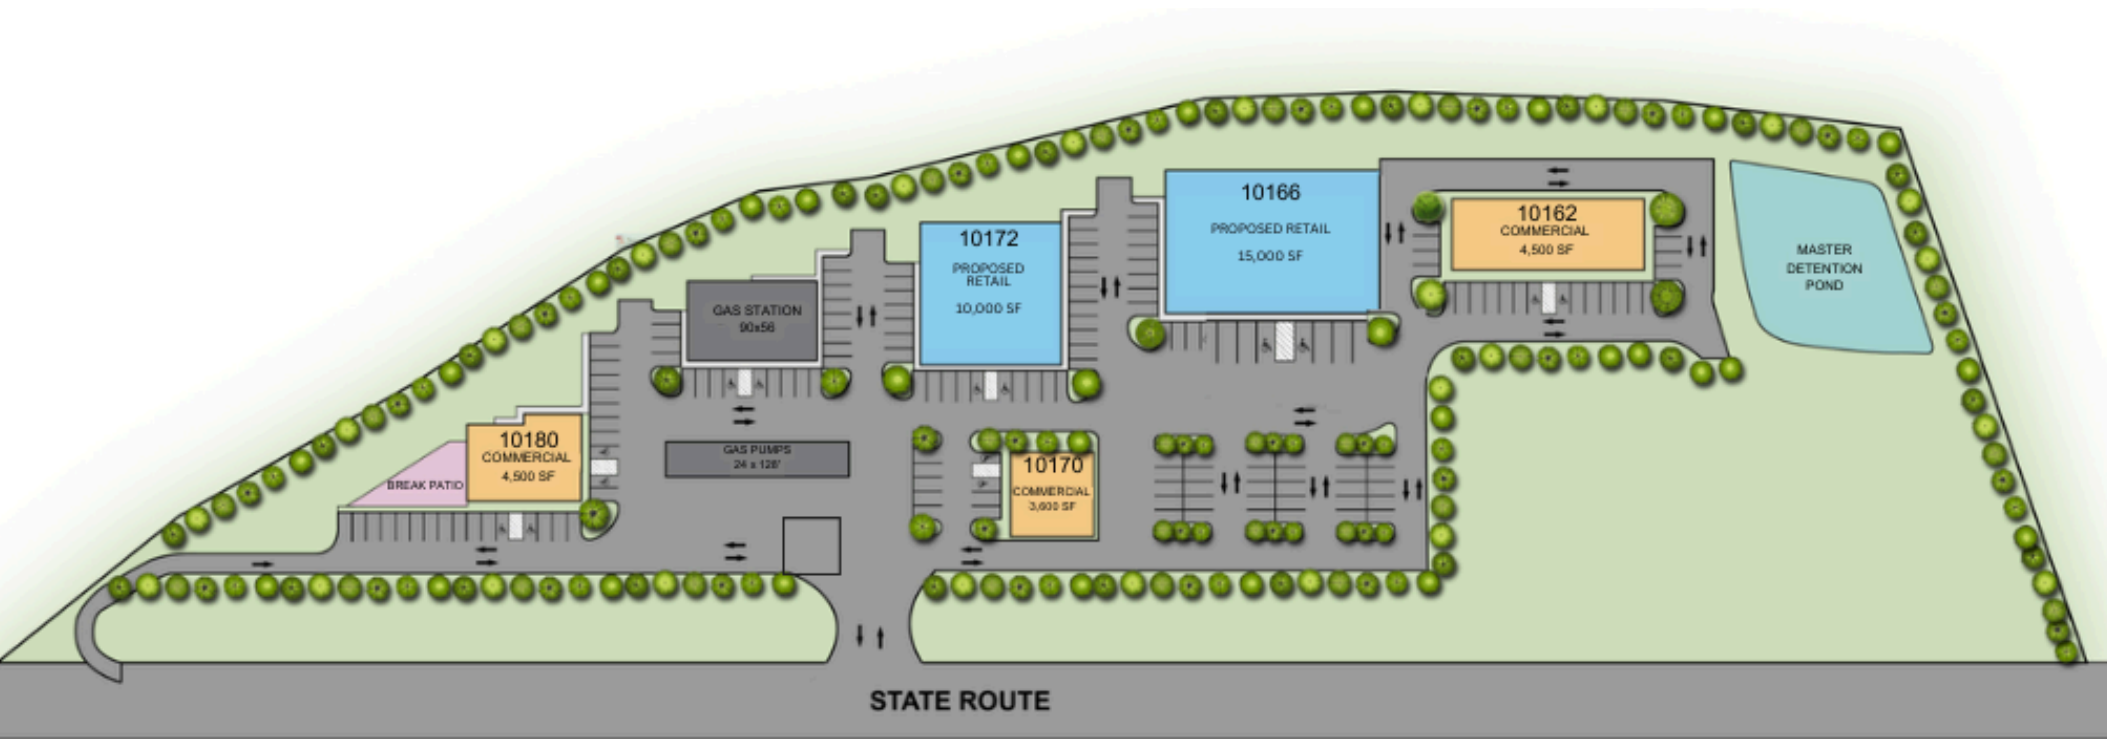 10166
PROPOSED RETAIL
15,000 SF
10162
COMMERCIAL
4,500 SF
10172
PROPOSED
RETAIL
10,000 SF
MASTER
DETENTION
POND
GAS STATION
90x56
10180
COMMERCIAL
4,500 SF
BREAK PATIO
GAS PUMPS
24 x 128'
10170
COMMERCIAL
3,600 SF
STATE ROUTE